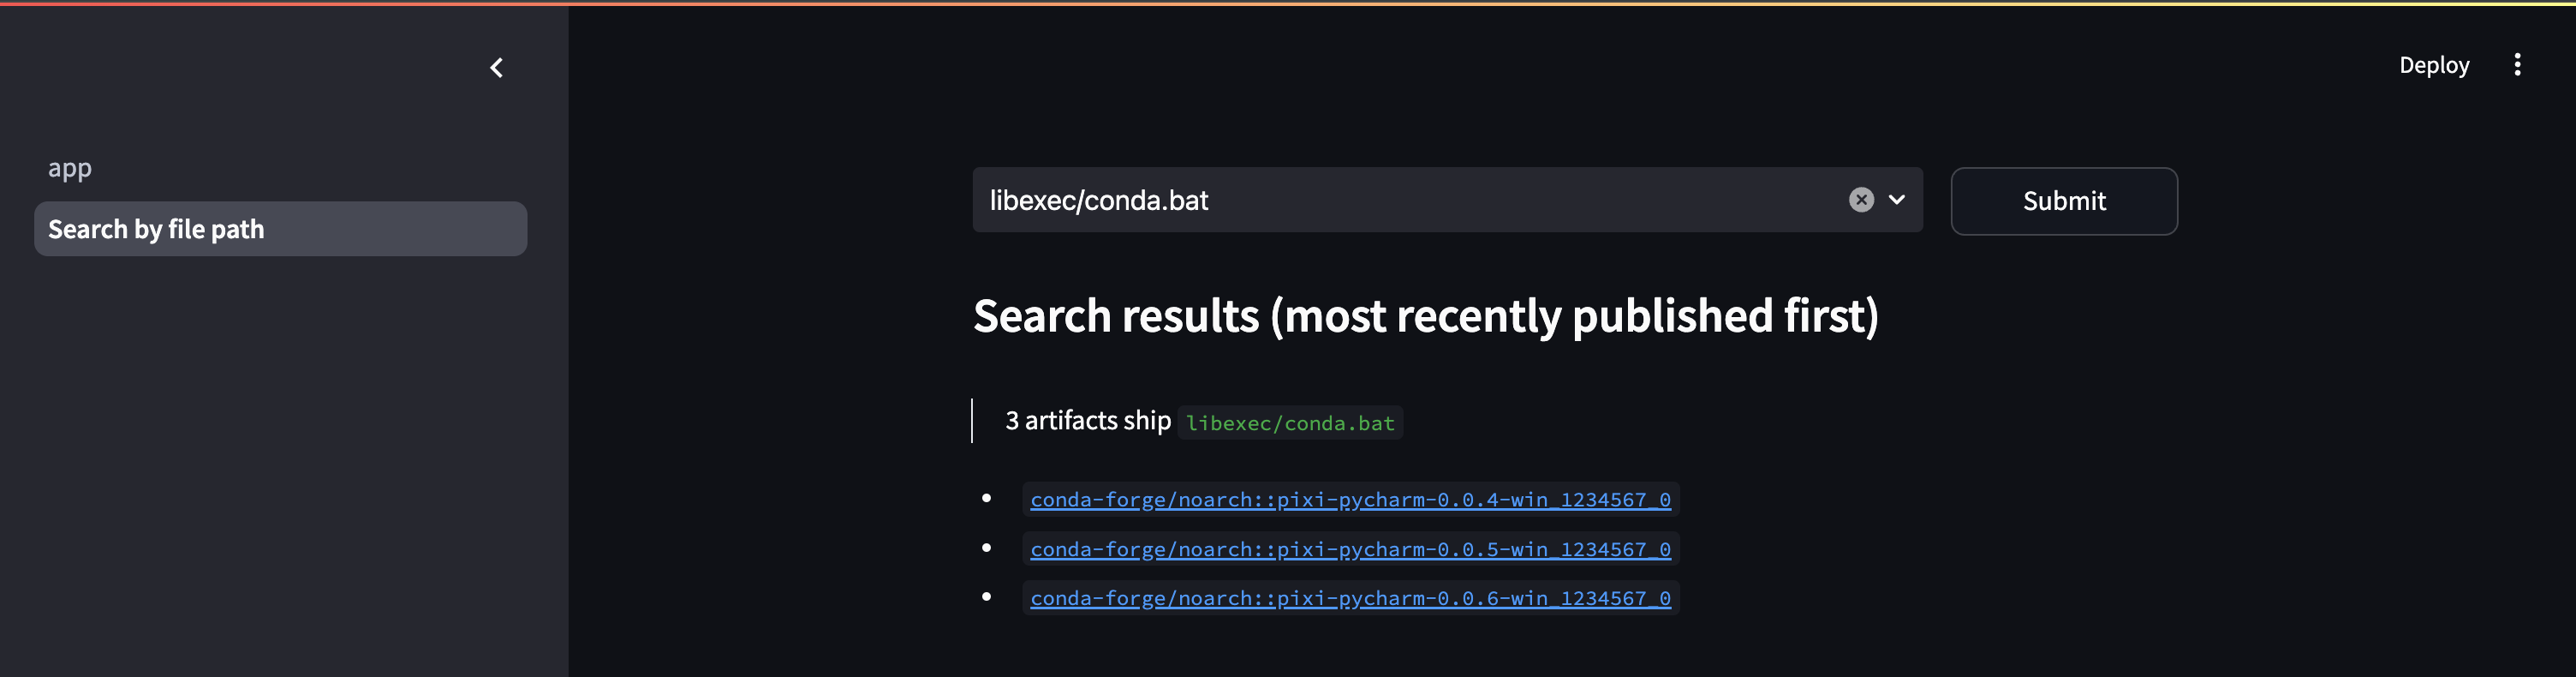 Deploy
app
Search by file path
libexec/conda.bat
Submit
Search results (most recently published first)
3 artifacts ship libexec/conda.bat
conda-forge/noarch::pixi-pycharm-0.0.4-win_1234567_0
conda-forge/noarch::pixi-pycharm-0.0.5-win_1234567_0
conda-forge/noarch::pixi-pycharm-0.0.6-win_1234567_0